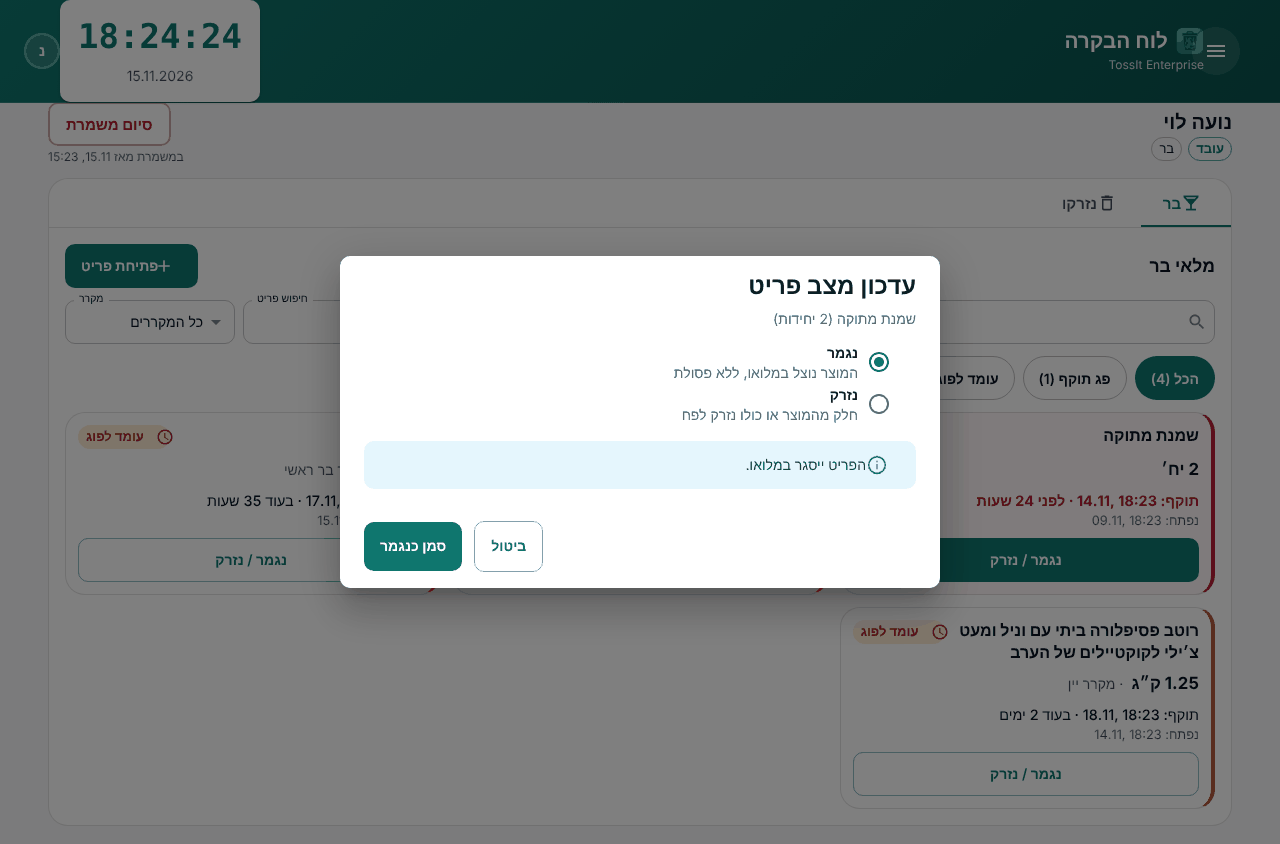 לוח הבקרה
TossIt Enterprise
18:24:24
15.11.2026
נ
נועה לוי
עובד
בר
סיום משמרת
במשמרת מאז 15.11, 15:23
בר
נזרקו
מלאי בר
פתיחת פריט
חיפוש פריט
מקרר
כל המקררים
הכל (4)
פג תוקף (1)
עומד לפוג
שמנת מתוקה
2 יח׳
תוקף: 14.11, 18:23 · לפני 24 שעות
נפתח: 09.11, 18:23
נגמר / נזרק
עומד לפוג
בר ראשי
17.11, · בעוד 35 שעות
נגמר / נזרק
רוטב פסיפלורה ביתי עם וניל ומעט
צ׳ילי לקוקטיילים של הערב
עומד לפוג
1.25 ק״ג · מקרר יין
תוקף: 18.11, 18:23 · בעוד 2 ימים
נפתח: 14.11, 18:23
נגמר / נזרק
עדכון מצב פריט
שמנת מתוקה (2 יחידות)
נגמר
המוצר נוצל במלואו, ללא פסולת
נזרק
חלק מהמוצר או כולו נזרק לפח
הפריט ייסגר במלואו.
ביטול
סמן כנגמר